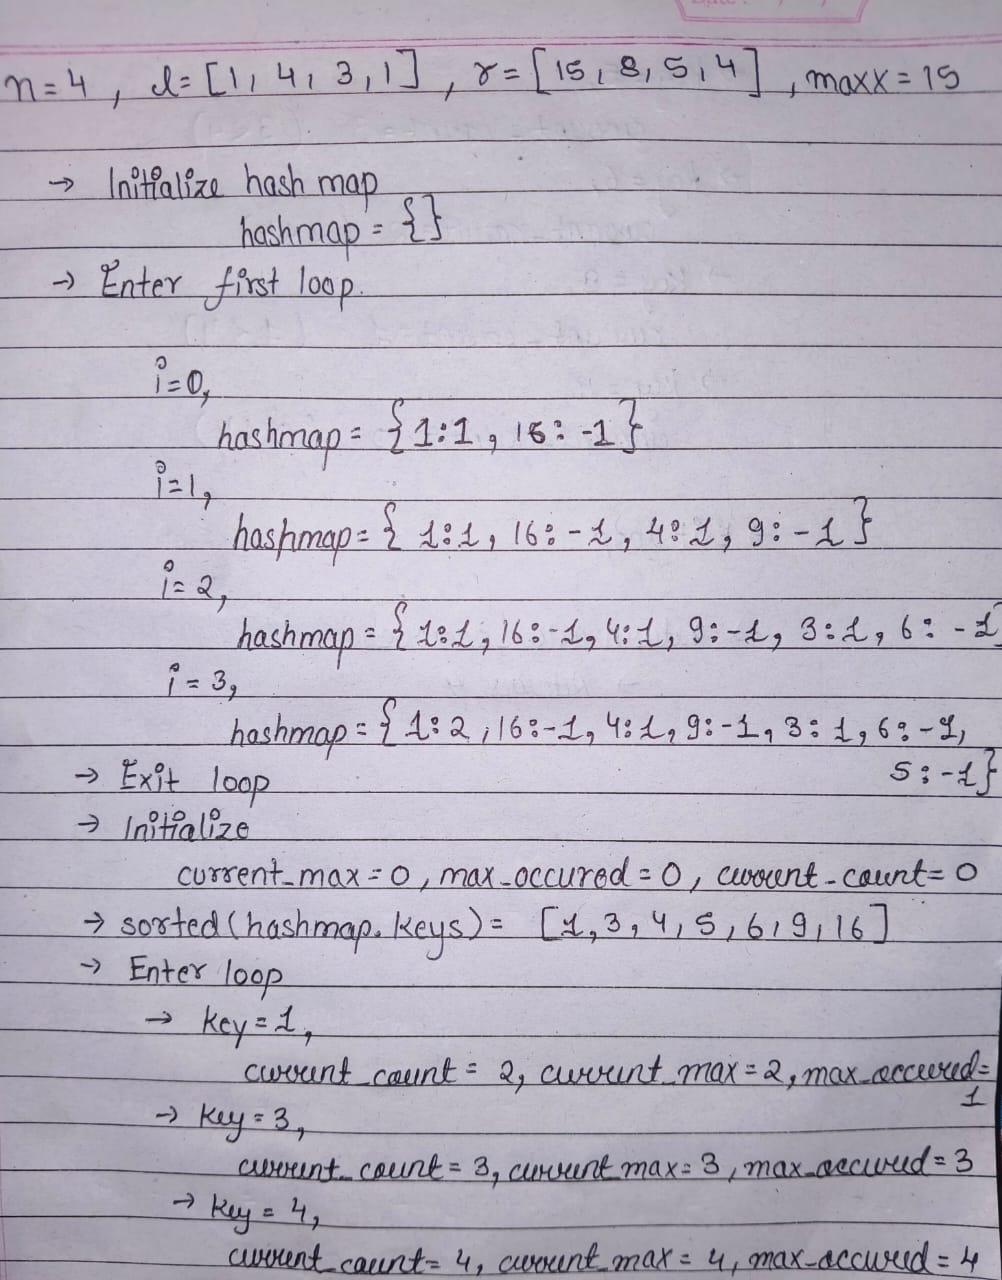 n=4 , l= [1, 4, 3, 1] , r= [15, 8, 5, 4] , maxx = 15
→ Initialize hash map
hashmap = {}
→ Enter first loop.
i=0,
hashmap = {1:1, 16: -1}
i=1,
hashmap= { 1:1, 16: -1, 4:1, 9: -1}
i= 2,
hashmap = { 1:1, 16:-1, 4:1, 9:-1, 3:1, 6: -1
i = 3,
hashmap = { 1:2, 16:-1, 4:1, 9:-1, 3:1, 6:-1,
5:-1}
→ Exit loop
→ Initialize
current_max = 0, max_occured = 0, current_count= 0
→ sorted(hashmap.keys) = [1,3,4,5,6,9,16]
→ Enter loop
→ key=1,
current_count = 2, current_max=2, max_occured=
1
→ key=3,
current_count = 3, current max=3, max_occured = 3
→ key = 4,
current_count= 4, current_max = 4, max_occured = 4